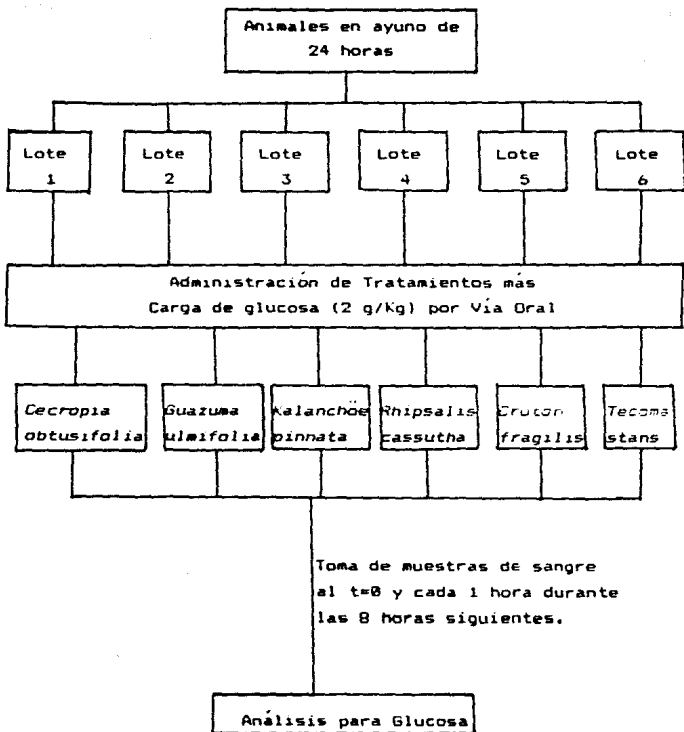 Animales en ayuno de
24 horas
Lote
1
Lote
2
Lote
3
Lote
4
Lote
5
Lote
6
Administración de Tratamientos más
Carga de glucosa (2 g/Kg) por Vía Oral
Cecropia
obtusifolia
Guazuma
ulmifolia
Kalanchöe
pinnata
Rhipsalis
cassutha
Croton
fragilis
Tecoma
stans
Toma de muestras de sangre
al t=0 y cada 1 hora durante
las 8 horas siguientes.
Análisis para Glucosa